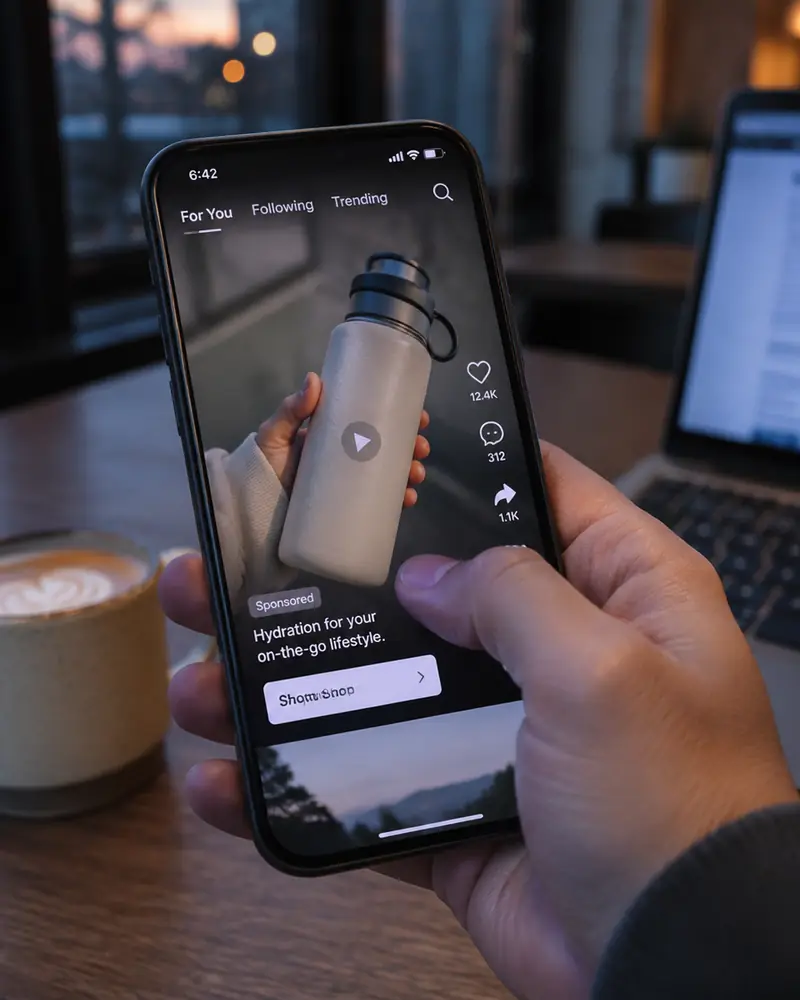 6:42
For You Following Trending
12.4K
312
1.1K
Sponsored
Hydration for your
on-the-go lifestyle.
Shop